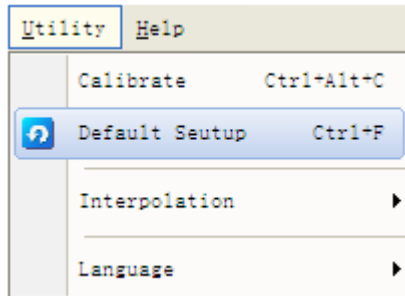 Utility Help
Calibrate Ctrl+Alt+C
Default Seutup Ctrl+F
Interpolation
Language